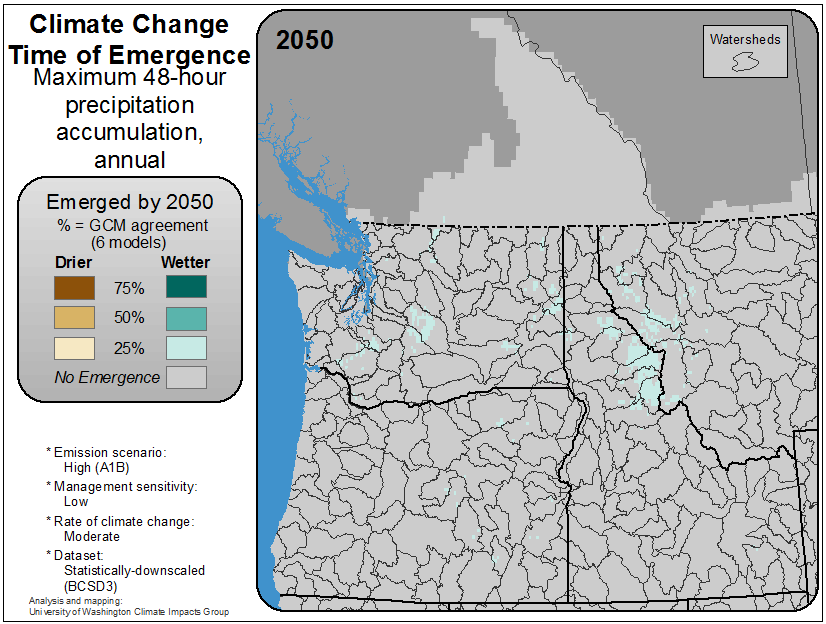 Climate Change
Time of Emergence
Maximum 48-hour
precipitation
accumulation,
annual
Emerged by 2050
% = GCM agreement
(6 models)
Drier Wetter
75%
50%
25%
No Emergence
* Emission scenario:
High (A1B)
* Management sensitivity:
Low
* Rate of climate change:
Moderate
* Dataset:
Statistically-downscaled
(BCSD3)
Analysis and mapping:
University of Washington Climate Impacts Group
2050
Watersheds